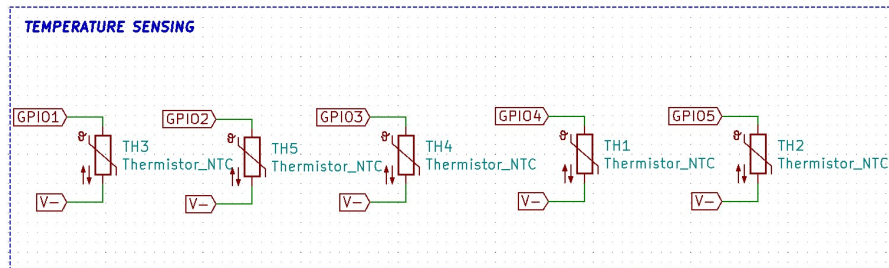 TEMPERATURE SENSING
GPIO1
GPIO2
GPIO3
GPIO4
GPIO5
ϑ
ϑ
ϑ
ϑ
ϑ
TH3
Thermistor_NTC
TH5
Thermistor_NTC
TH4
Thermistor_NTC
TH1
Thermistor_NTC
TH2
Thermistor_NTC
V-
V-
V-
V-
V-